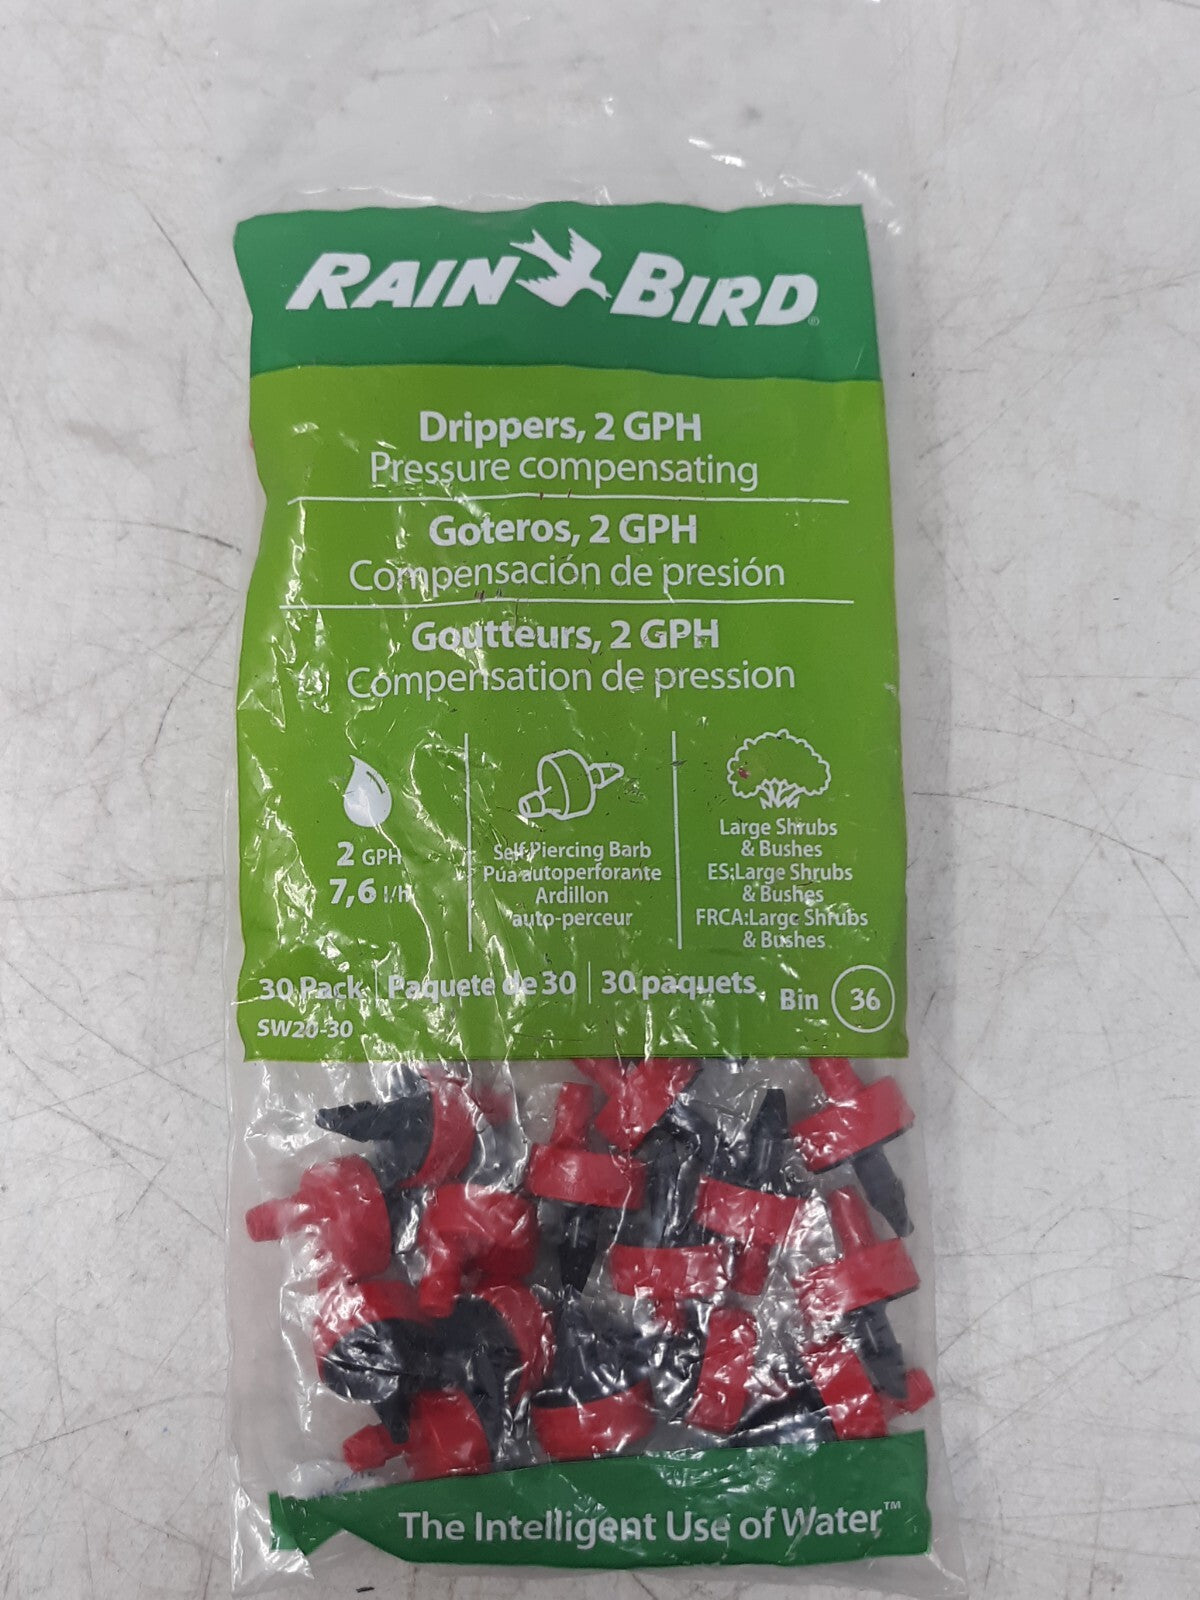 RAIN BIRD®
Drippers, 2 GPH
Pressure compensating
Goteros, 2 GPH
Compensación de presión
Goutteurs, 2 GPH
Compensation de pression
2 GPH
7,6 l/h
Self-Piercing Barb
Púa autoperforante
Ardillon
auto-perceur
Large Shrubs
& Bushes
ES:Large Shrubs
& Bushes
FRCA:Large Shrubs
& Bushes
30 Pack | Paquete de 30 | 30 paquets
Bin 36
SW20-30
The Intelligent Use of Water™